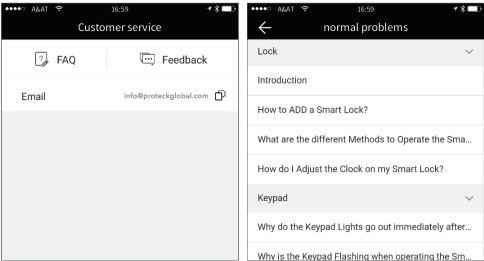 A&AT 16:59
Customer service
FAQ Feedback
Email info@proteckglobal.com
A&AT 16:59
normal problems
Lock
Introduction
How to ADD a Smart Lock?
What are the different Methods to Operate the Sma...
How do I Adjust the Clock on my Smart Lock?
Keypad
Why do the Keypad Lights go out immediately after...
Why is the Keypad Flashing when operating the Sm...